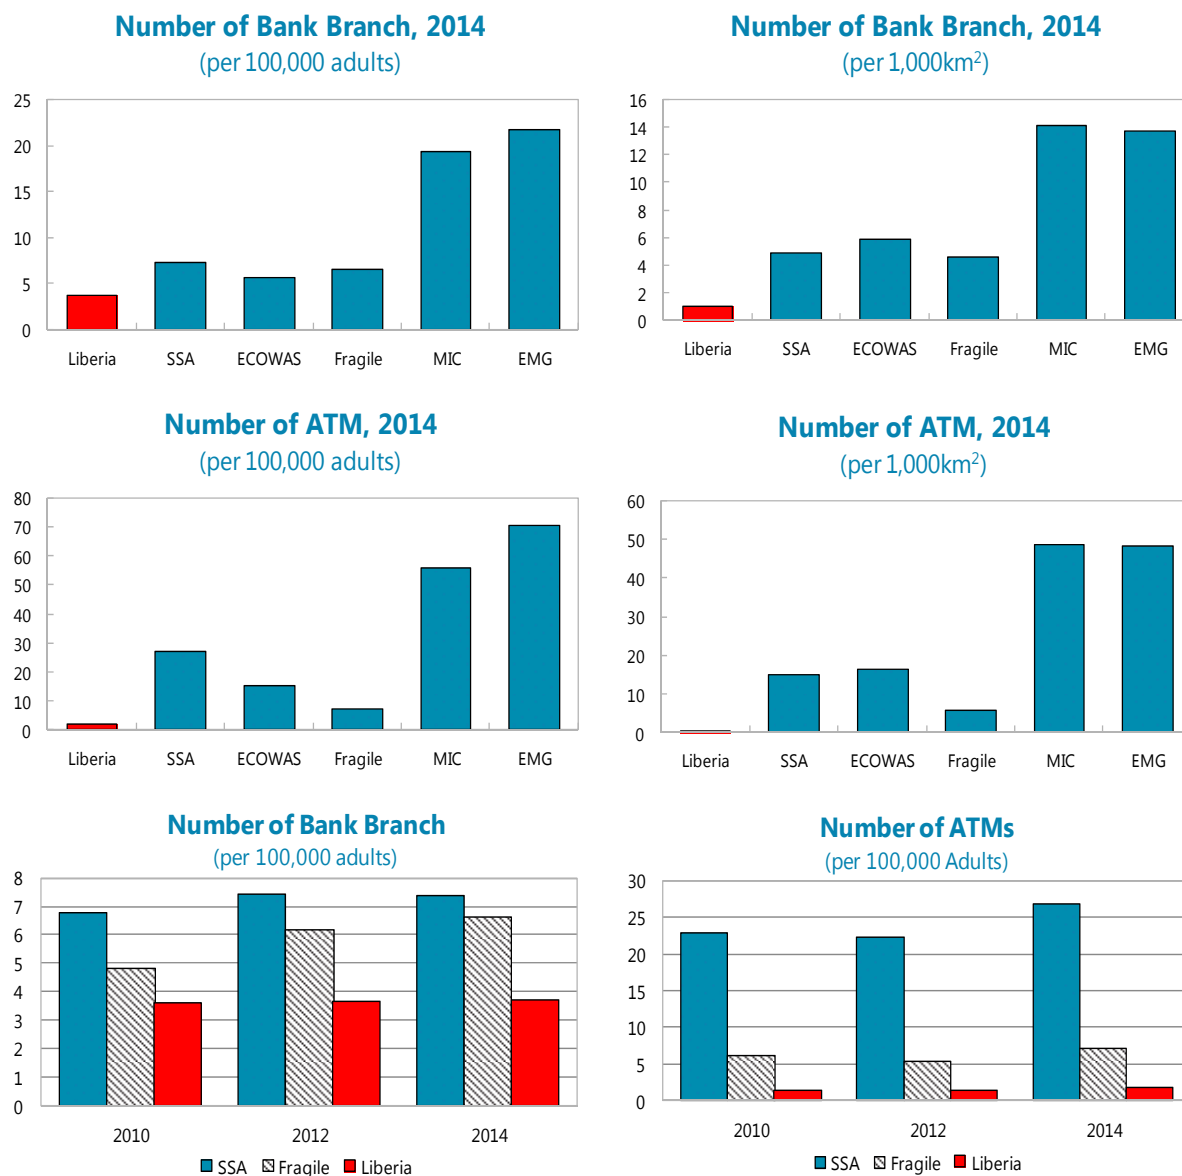 Number of Bank Branch, 2014
(per 100,000 adults)
25
20
15
10
5
0
Liberia SSA ECOWAS Fragile MIC EMG
Number of Bank Branch, 2014
(per 1,000km²)
16
14
12
10
8
6
4
2
0
Liberia SSA ECOWAS Fragile MIC EMG
Number of ATM, 2014
(per 100,000 adults)
80
70
60
50
40
30
20
10
0
Liberia SSA ECOWAS Fragile MIC EMG
Number of ATM, 2014
(per 1,000km²)
60
50
40
30
20
10
0
Liberia SSA ECOWAS Fragile MIC EMG
Number of Bank Branch
(per 100,000 adults)
8
7
6
5
4
3
2
1
0
2010 2012 2014
SSA Fragile Liberia
Number of ATMs
(per 100,000 Adults)
30
25
20
15
10
5
0
2010 2012 2014
SSA Fragile Liberia